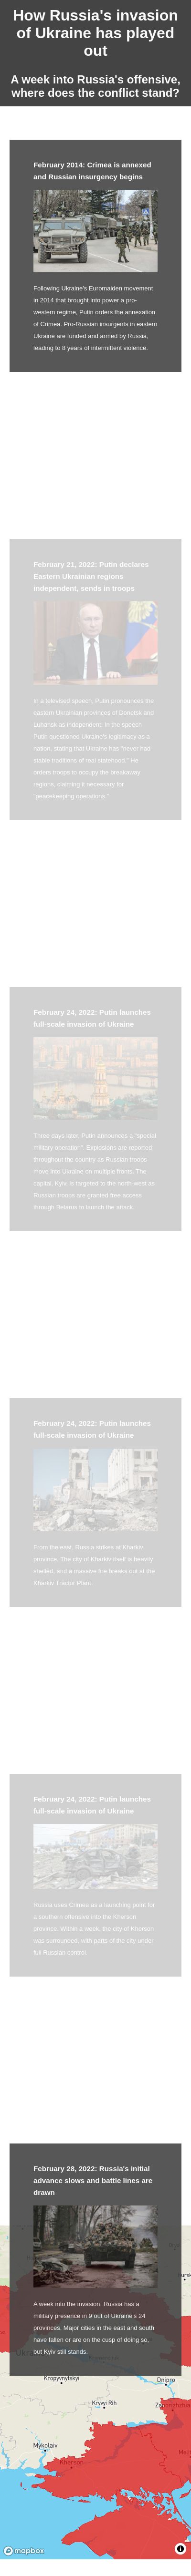 How Russia's invasion
of Ukraine has played
out
A week into Russia's offensive,
where does the conflict stand?
February 2014: Crimea is annexed
and Russian insurgency begins
Following Ukraine's Euromaiden movement
in 2014 that brought into power a pro-
western regime, Putin orders the annexation
of Crimea. Pro-Russian insurgents in eastern
Ukraine are funded and armed by Russia,
leading to 8 years of intermittent violence.
February 21, 2022: Putin declares
Eastern Ukrainian regions
independent, sends in troops
In a televised speech, Putin pronounces the
eastern Ukrainian provinces of Donetsk and
Luhansk as independent. In the speech
Putin questioned Ukraine's legitimacy as a
nation, stating that Ukraine has "never had
stable traditions of real statehood." He
orders troops to occupy the breakaway
regions, claiming it necessary for
"peacekeeping operations."
February 24, 2022: Putin launches
full-scale invasion of Ukraine
Three days later, Putin announces a "special
military operation". Explosions are reported
throughout the country as Russian troops
move into Ukraine on multiple fronts. The
capital, Kyiv, is targeted to the north-west as
Russian troops are granted free access
through Belarus to launch the attack.
February 24, 2022: Putin launches
full-scale invasion of Ukraine
From the east, Russia strikes at Kharkiv
province. The city of Kharkiv itself is heavily
shelled, and a massive fire breaks out at the
Kharkiv Tractor Plant.
February 24, 2022: Putin launches
full-scale invasion of Ukraine
Russia uses Crimea as a launching point for
a southern offensive into the Kherson
province. Within a week, the city of Kherson
was surrounded, with parts of the city under
full Russian control.
February 28, 2022: Russia's initial
advance slows and battle lines are
drawn
A week into the invasion, Russia has a
military presence in 9 out of Ukraine's 24
provinces. Major cities in the east and south
have fallen or are on the cusp of doing so,
but Kyiv still stands.
Kropyvnytskyi
Dnipro
Kryvyi Rih
Mykolaiv
Kherson
mapbox